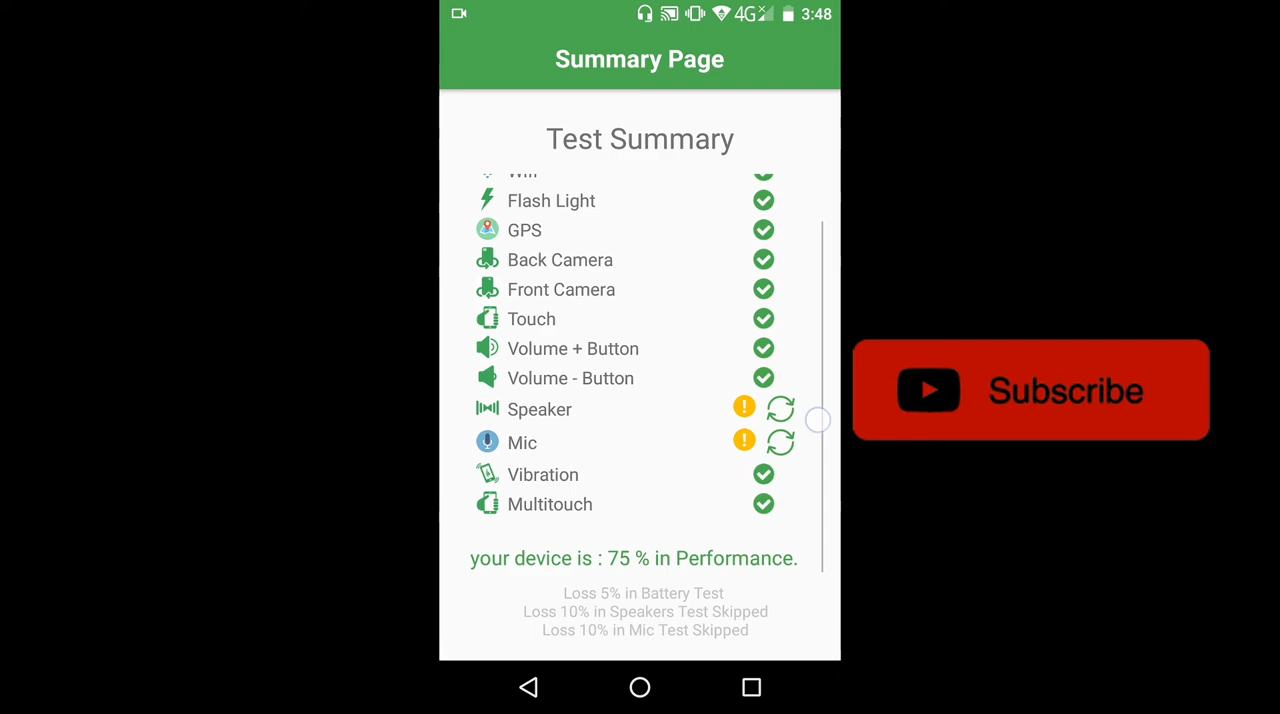 4G 3:48
Summary Page
Test Summary
Wifi
Flash Light
GPS
Back Camera
Front Camera
Touch
Volume + Button
Volume - Button
Speaker
Mic
Vibration
Multitouch
your device is : 75 % in Performance.
Loss 5% in Battery Test
Loss 10% in Speakers Test Skipped
Loss 10% in Mic Test Skipped
Subscribe